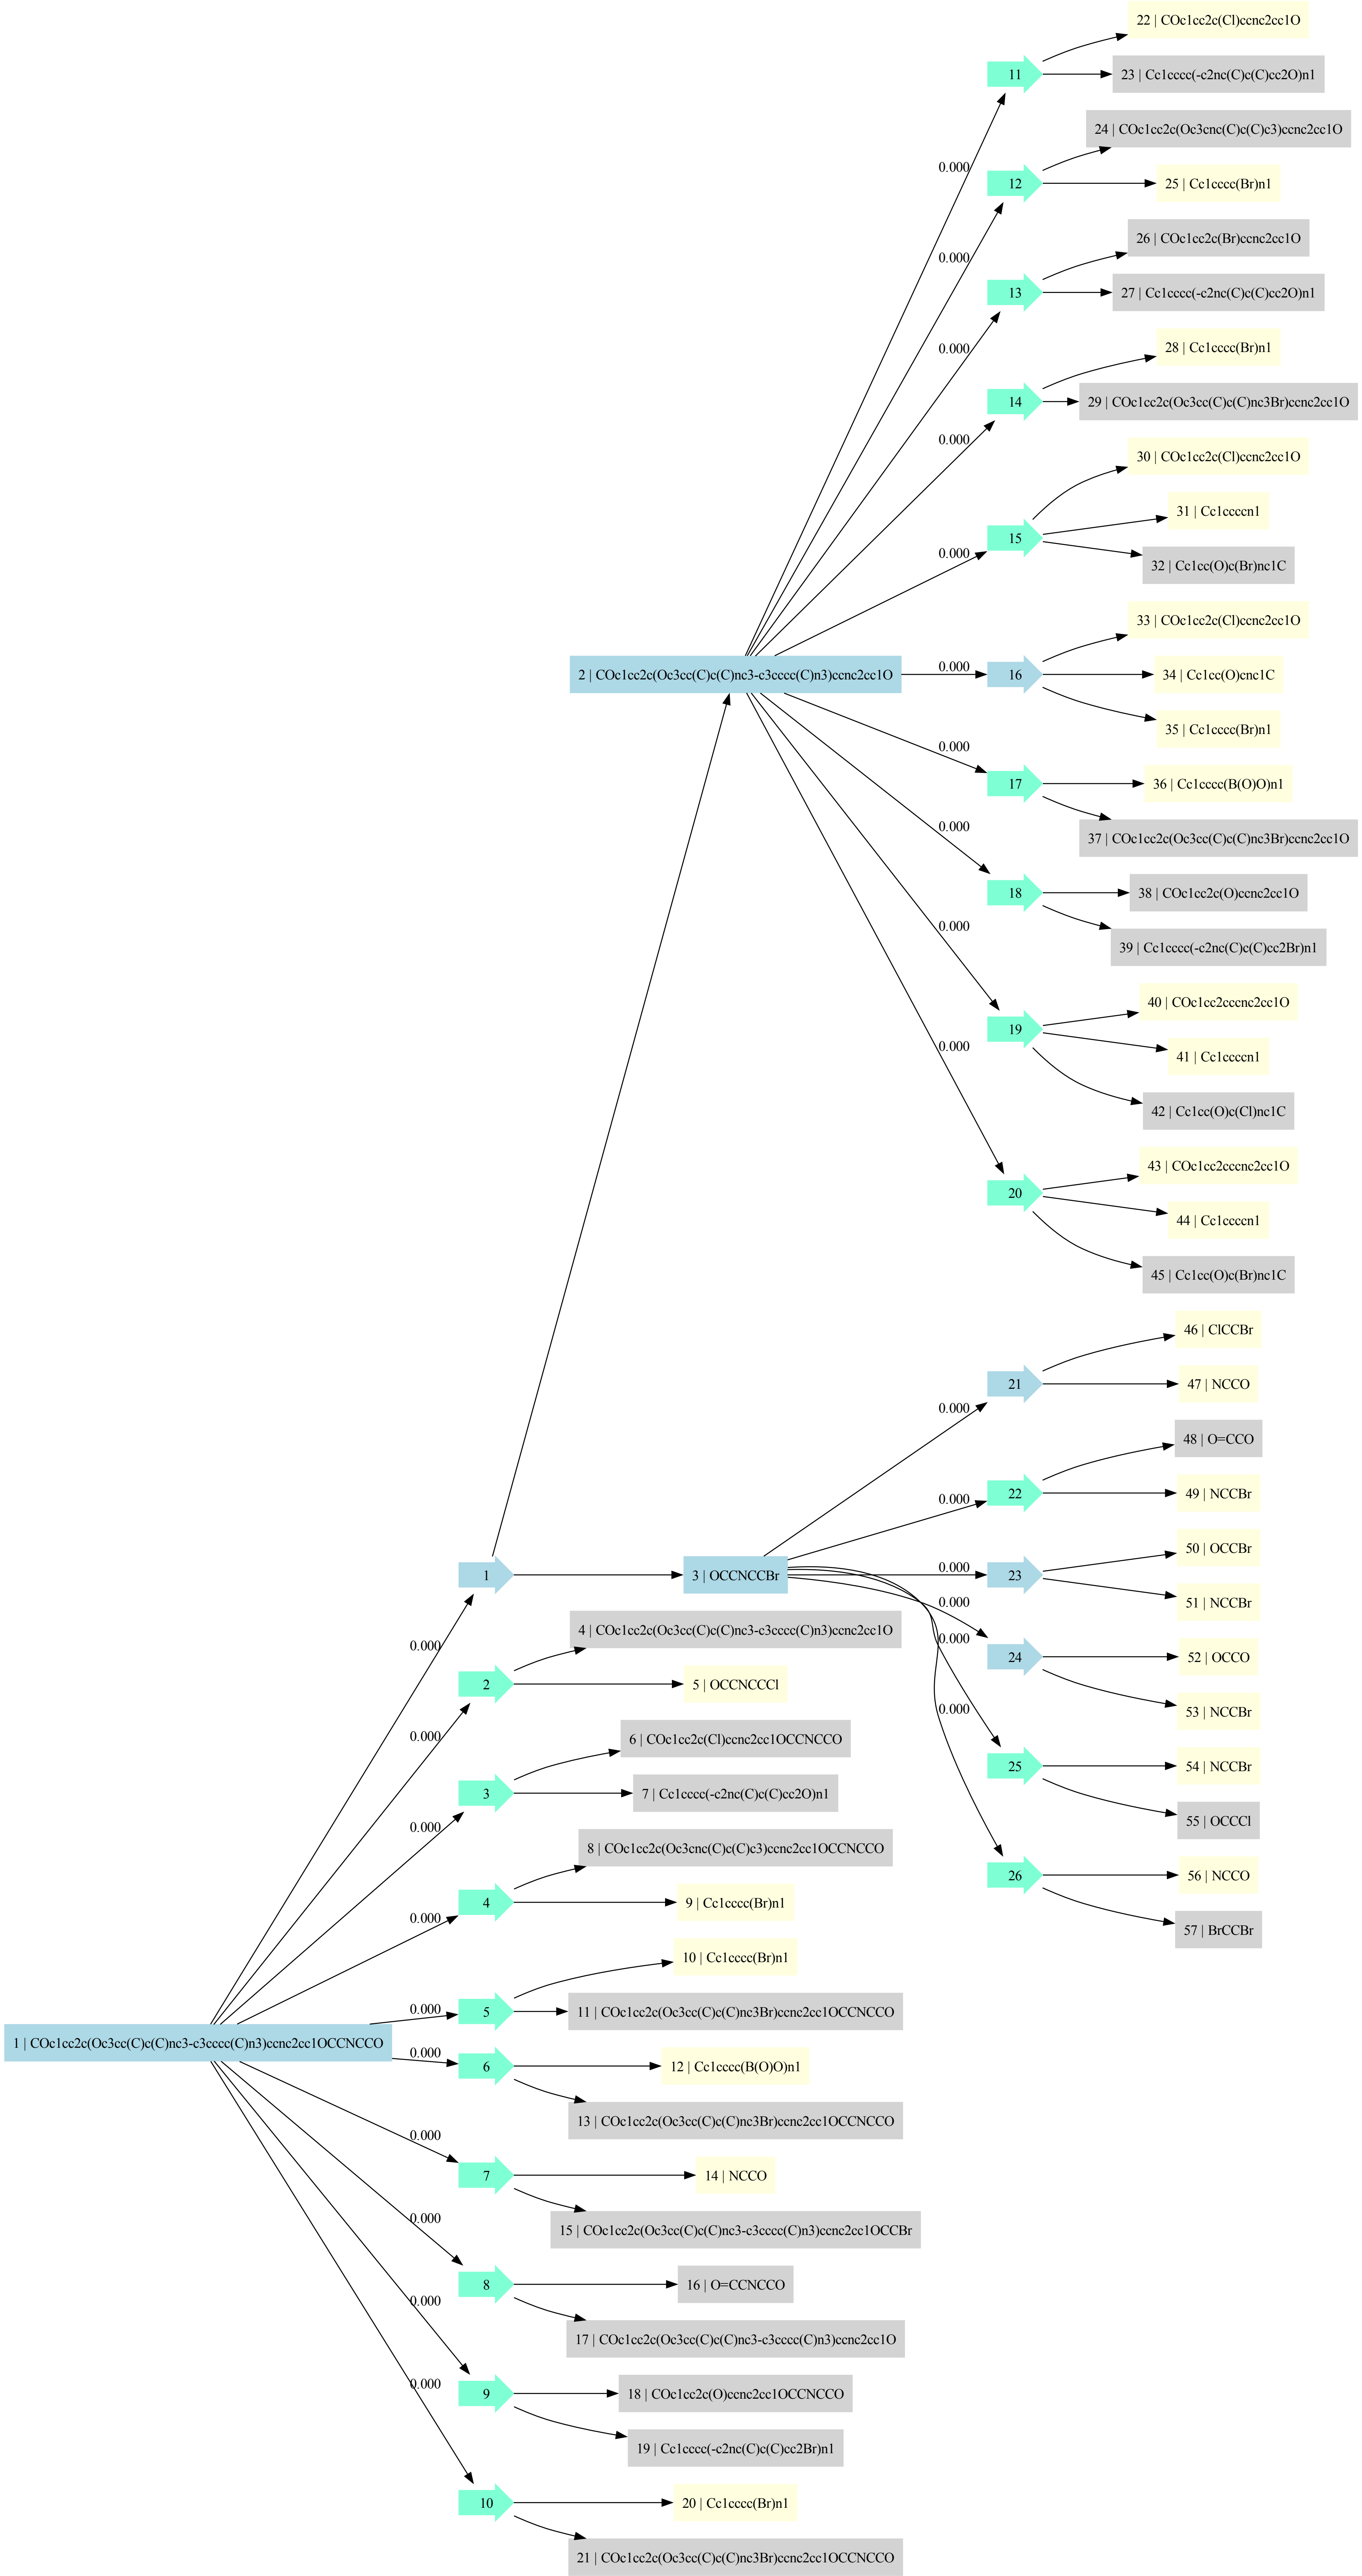 22 | COc1cc2c(Cl)ccnc2cc1O
11
23 | Cc1cccc(-c2nc(C)c(C)cc2O)n1
24 | COc1cc2c(Oc3cnc(C)c(C)c3)ccnc2cc1O
0.000
12
25 | Cc1cccc(Br)n1
26 | COc1cc2c(Br)ccnc2cc1O
0.000
13
27 | Cc1cccc(-c2nc(C)c(C)cc2O)n1
0.000
28 | Cc1cccc(Br)n1
14
29 | COc1cc2c(Oc3cc(C)c(C)nc3Br)ccnc2cc1O
0.000
30 | COc1cc2c(Cl)ccnc2cc1O
31 | Cc1ccccn1
15
0.000
32 | Cc1cc(O)c(Br)nc1C
33 | COc1cc2c(Cl)ccnc2cc1O
2 | COc1cc2c(Oc3cc(C)c(C)nc3-c3cccc(C)n3)ccnc2cc1O
0.000
16
34 | Cc1cc(O)cnc1C
35 | Cc1cccc(Br)n1
0.000
17
36 | Cc1cccc(B(O)O)n1
0.000
37 | COc1cc2c(Oc3cc(C)c(C)nc3Br)ccnc2cc1O
18
38 | COc1cc2c(O)ccnc2cc1O
0.000
39 | Cc1cccc(-c2nc(C)c(C)cc2Br)n1
40 | COc1cc2cccnc2cc1O
19
0.000
41 | Cc1ccccn1
42 | Cc1cc(O)c(Cl)nc1C
43 | COc1cc2cccnc2cc1O
20
44 | Cc1ccccn1
45 | Cc1cc(O)c(Br)nc1C
46 | ClCCBr
21
47 | NCCO
0.000
48 | O=CCO
0.000
22
49 | NCCBr
50 | OCCBr
1
3 | OCCNCCBr
0.000
23
51 | NCCBr
0.000
4 | COc1cc2c(Oc3cc(C)c(C)nc3-c3cccc(C)n3)ccnc2cc1O
0.000
0.000
24
52 | OCCO
2
5 | OCCNCCCl
53 | NCCBr
0.000
0.000
6 | COc1cc2c(Cl)ccnc2cc1OCCNCCO
25
54 | NCCBr
3
7 | Cc1cccc(-c2nc(C)c(C)cc2O)n1
55 | OCCCl
0.000
8 | COc1cc2c(Oc3cnc(C)c(C)c3)ccnc2cc1OCCNCCO
26
56 | NCCO
4
9 | Cc1cccc(Br)n1
0.000
57 | BrCCBr
10 | Cc1cccc(Br)n1
0.000
5
11 | COc1cc2c(Oc3cc(C)c(C)nc3Br)ccnc2cc1OCCNCCO
1 | COc1cc2c(Oc3cc(C)c(C)nc3-c3cccc(C)n3)ccnc2cc1OCCNCCO
0.000
6
12 | Cc1cccc(B(O)O)n1
13 | COc1cc2c(Oc3cc(C)c(C)nc3Br)ccnc2cc1OCCNCCO
0.000
7
14 | NCCO
0.000
15 | COc1cc2c(Oc3cc(C)c(C)nc3-c3cccc(C)n3)ccnc2cc1OCCBr
8
16 | O=CCNCCO
0.000
17 | COc1cc2c(Oc3cc(C)c(C)nc3-c3cccc(C)n3)ccnc2cc1O
0.000
9
18 | COc1cc2c(O)ccnc2cc1OCCNCCO
19 | Cc1cccc(-c2nc(C)c(C)cc2Br)n1
10
20 | Cc1cccc(Br)n1
21 | COc1cc2c(Oc3cc(C)c(C)nc3Br)ccnc2cc1OCCNCCO